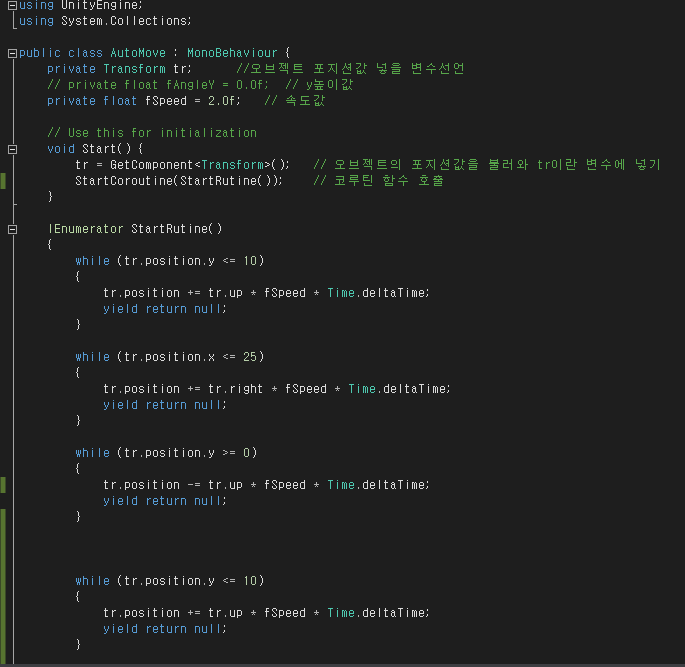 using UnityEngine;
using System.Collections;
public class AutoMove : MonoBehaviour {
private Transform tr; //오브젝트 포지션값 넣을 변수선언
// private float fAngleY = 0.0f; // y높이값
private float fSpeed = 2.0f; // 속도값
// Use this for initialization
void Start() {
tr = GetComponent<Transform>(); // 오브젝트의 포지션값을 불러와 tr이란 변수에 넣기
StartCoroutine(StartRutine()); // 코루틴 함수 호출
}
IEnumerator StartRutine()
{
while (tr.position.y <= 10)
{
tr.position += tr.up * fSpeed * Time.deltaTime;
yield return null;
}
while (tr.position.x <= 25)
{
tr.position += tr.right * fSpeed * Time.deltaTime;
yield return null;
}
while (tr.position.y >= 0)
{
tr.position -= tr.up * fSpeed * Time.deltaTime;
yield return null;
}
while (tr.position.y <= 10)
{
tr.position += tr.up * fSpeed * Time.deltaTime;
yield return null;
}